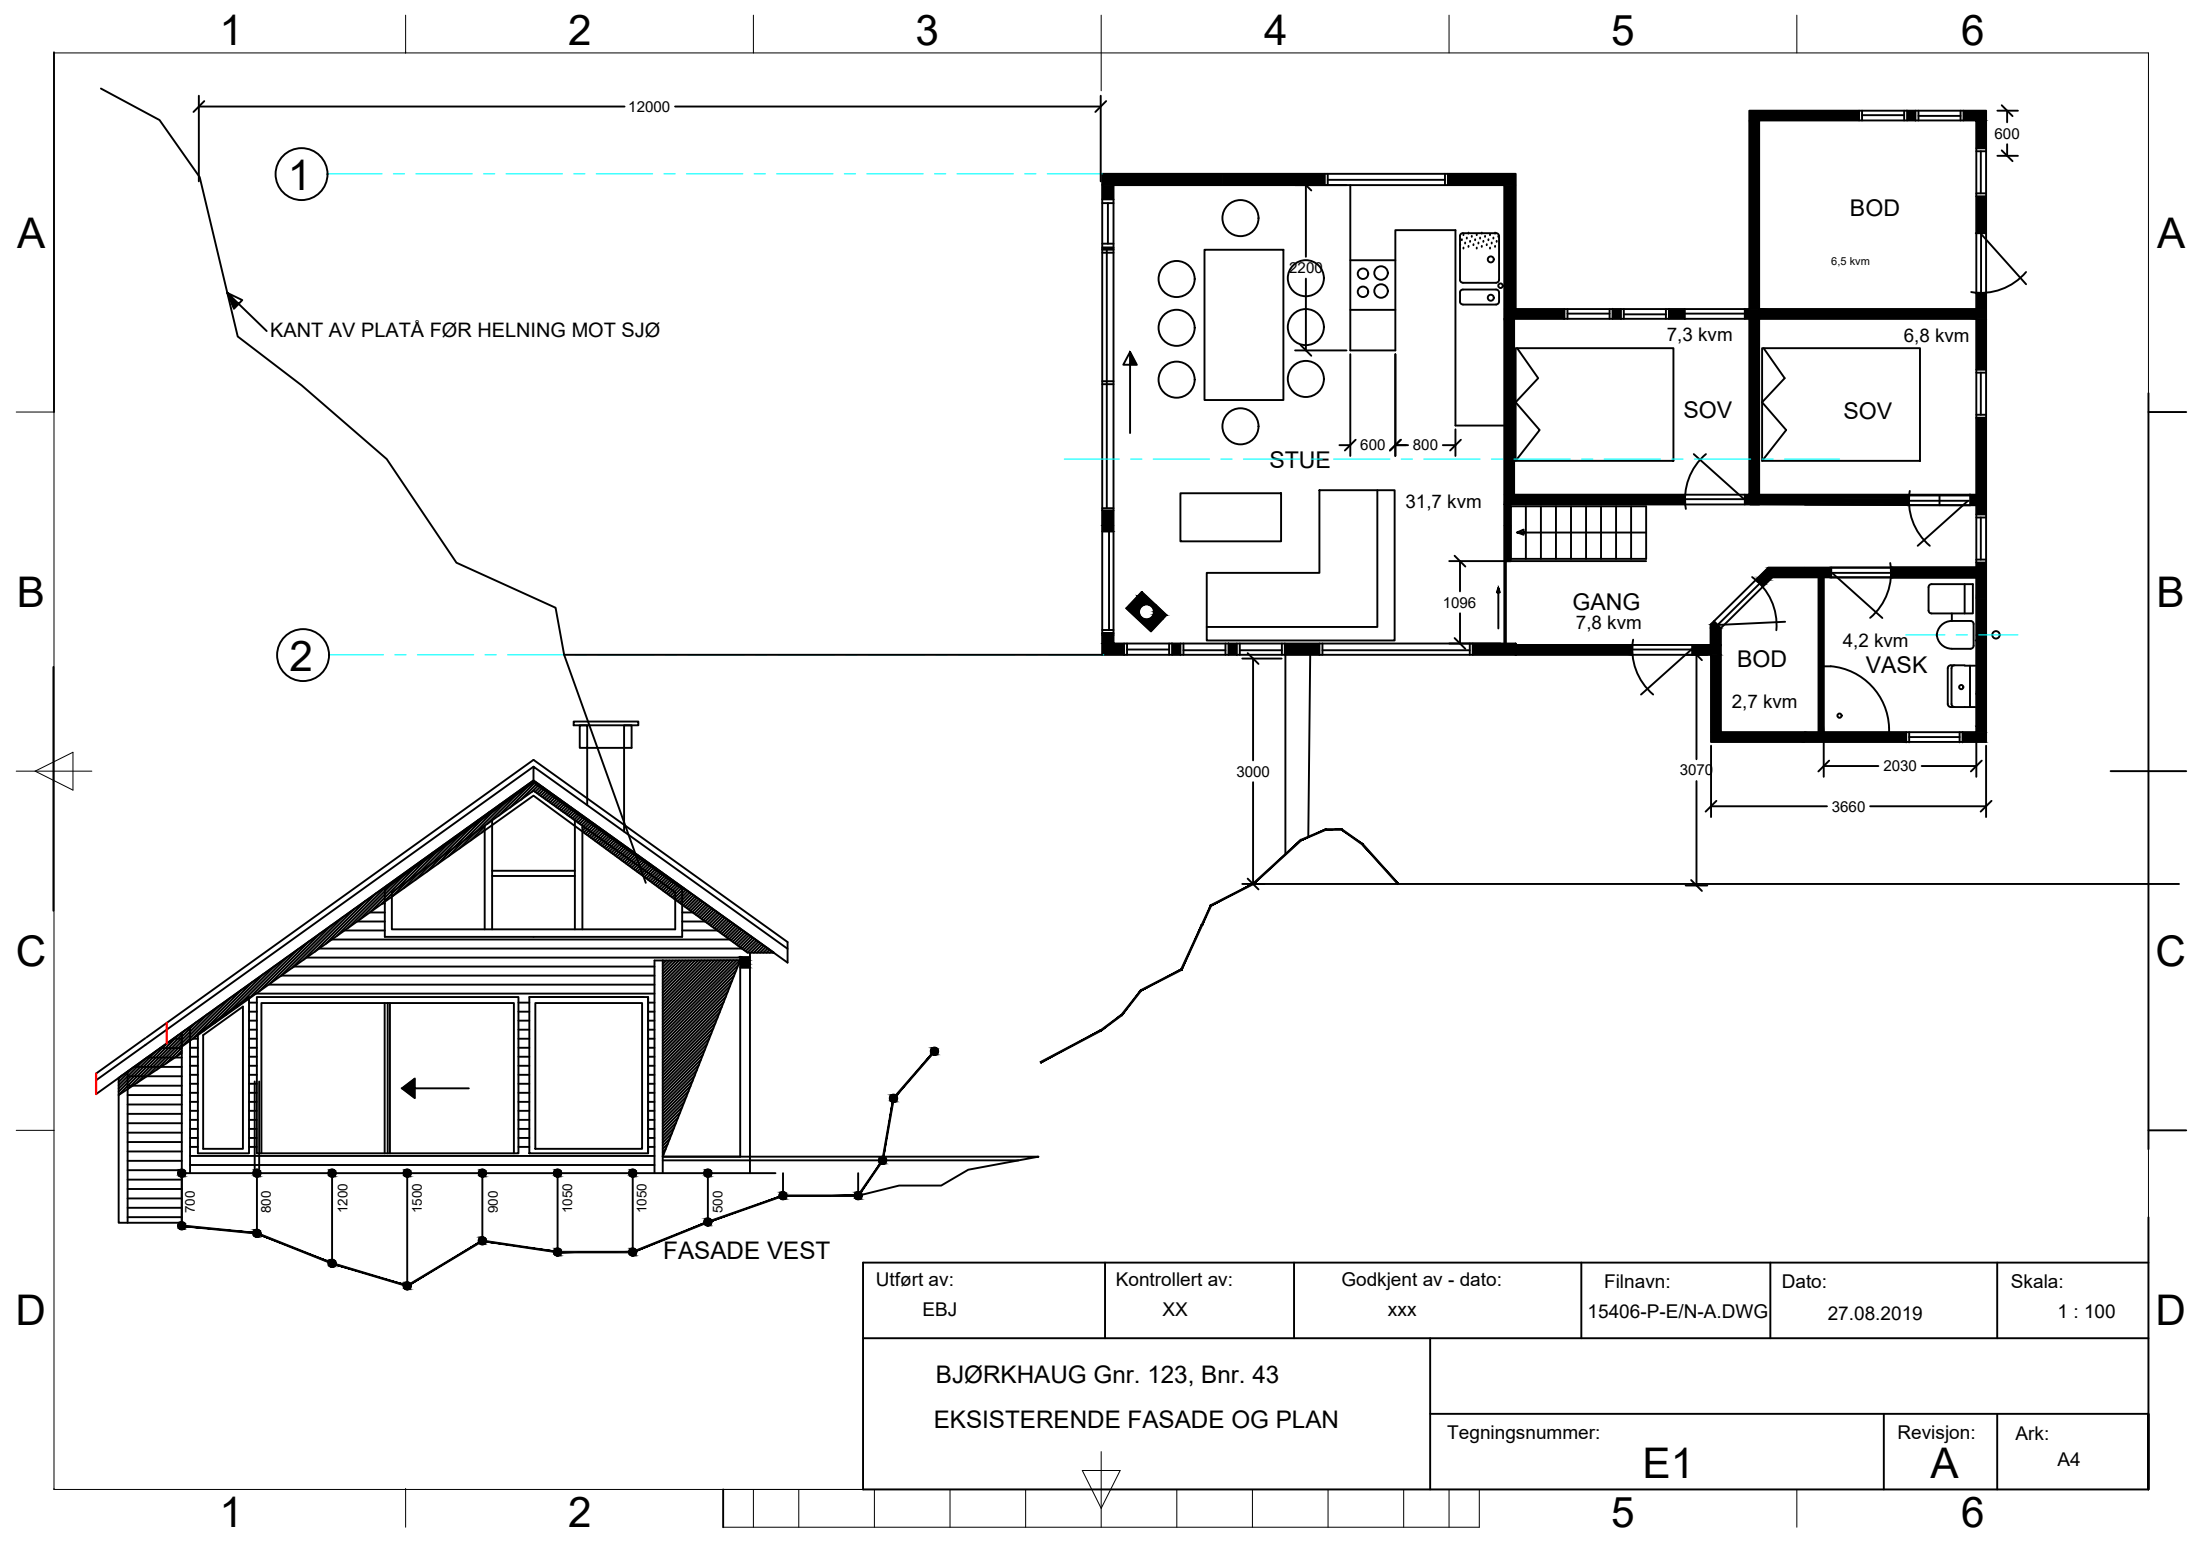 1 2 3 4 5 6
12000
600
1
A
A
BOD
6,5 kvm
2200
KANT AV PLATÅ FØR HELNING MOT SJØ
7,3 kvm
6,8 kvm
SOV
SOV
600 800
STUE
31,7 kvm
B
B
1096
GANG
7,8 kvm
4,2 kvm
VASK
BOD
2,7 kvm
2
3000
3070
2030
3660
C
C
700 800 1200 1500 900 1050 1050 500
FASADE VEST
D
D
Utført av:
EBJ
Kontrollert av:
XX
Godkjent av - dato:
xxx
Filnavn:
15406-P-E/N-A.DWG
Dato:
27.08.2019
Skala:
1 : 100
BJØRKHAUG Gnr. 123, Bnr. 43
EKSISTERENDE FASADE OG PLAN
Tegningsnummer:
E1
Revisjon:
A
Ark:
A4
1 2 5 6